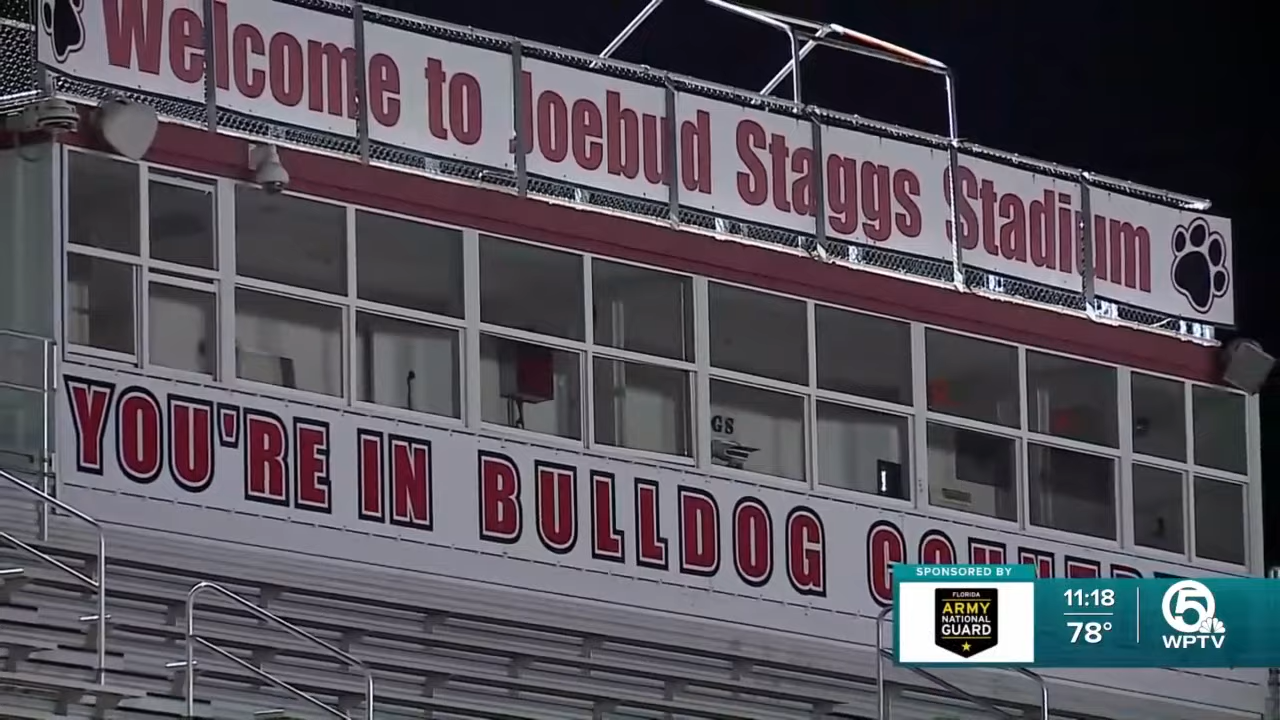 Welcome to Joebud Staggs Stadium
GS
YOU'RE IN BULLDOG
SPONSORED BY
FLORIDA
ARMY
NATIONAL
GUARD
11:18
78°
5
WPTV